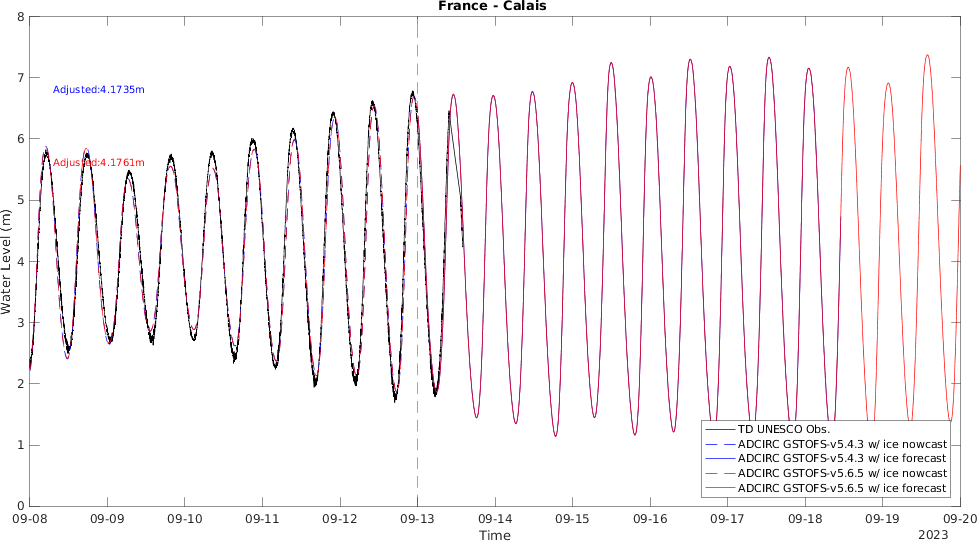 France - Calais
8
7
6
5
4
3
2
1
0
Water Level (m)
Adjusted:4.1735m
Adjusted:4.1761m
TD UNESCO Obs.
ADCIRC GSTOFS-v5.4.3 w/ ice nowcast
ADCIRC GSTOFS-v5.4.3 w/ ice forecast
ADCIRC GSTOFS-v5.6.5 w/ ice nowcast
ADCIRC GSTOFS-v5.6.5 w/ ice forecast
09-08 09-09 09-10 09-11 09-12 09-13 09-14 09-15 09-16 09-17 09-18 09-19 09-20
Time
2023